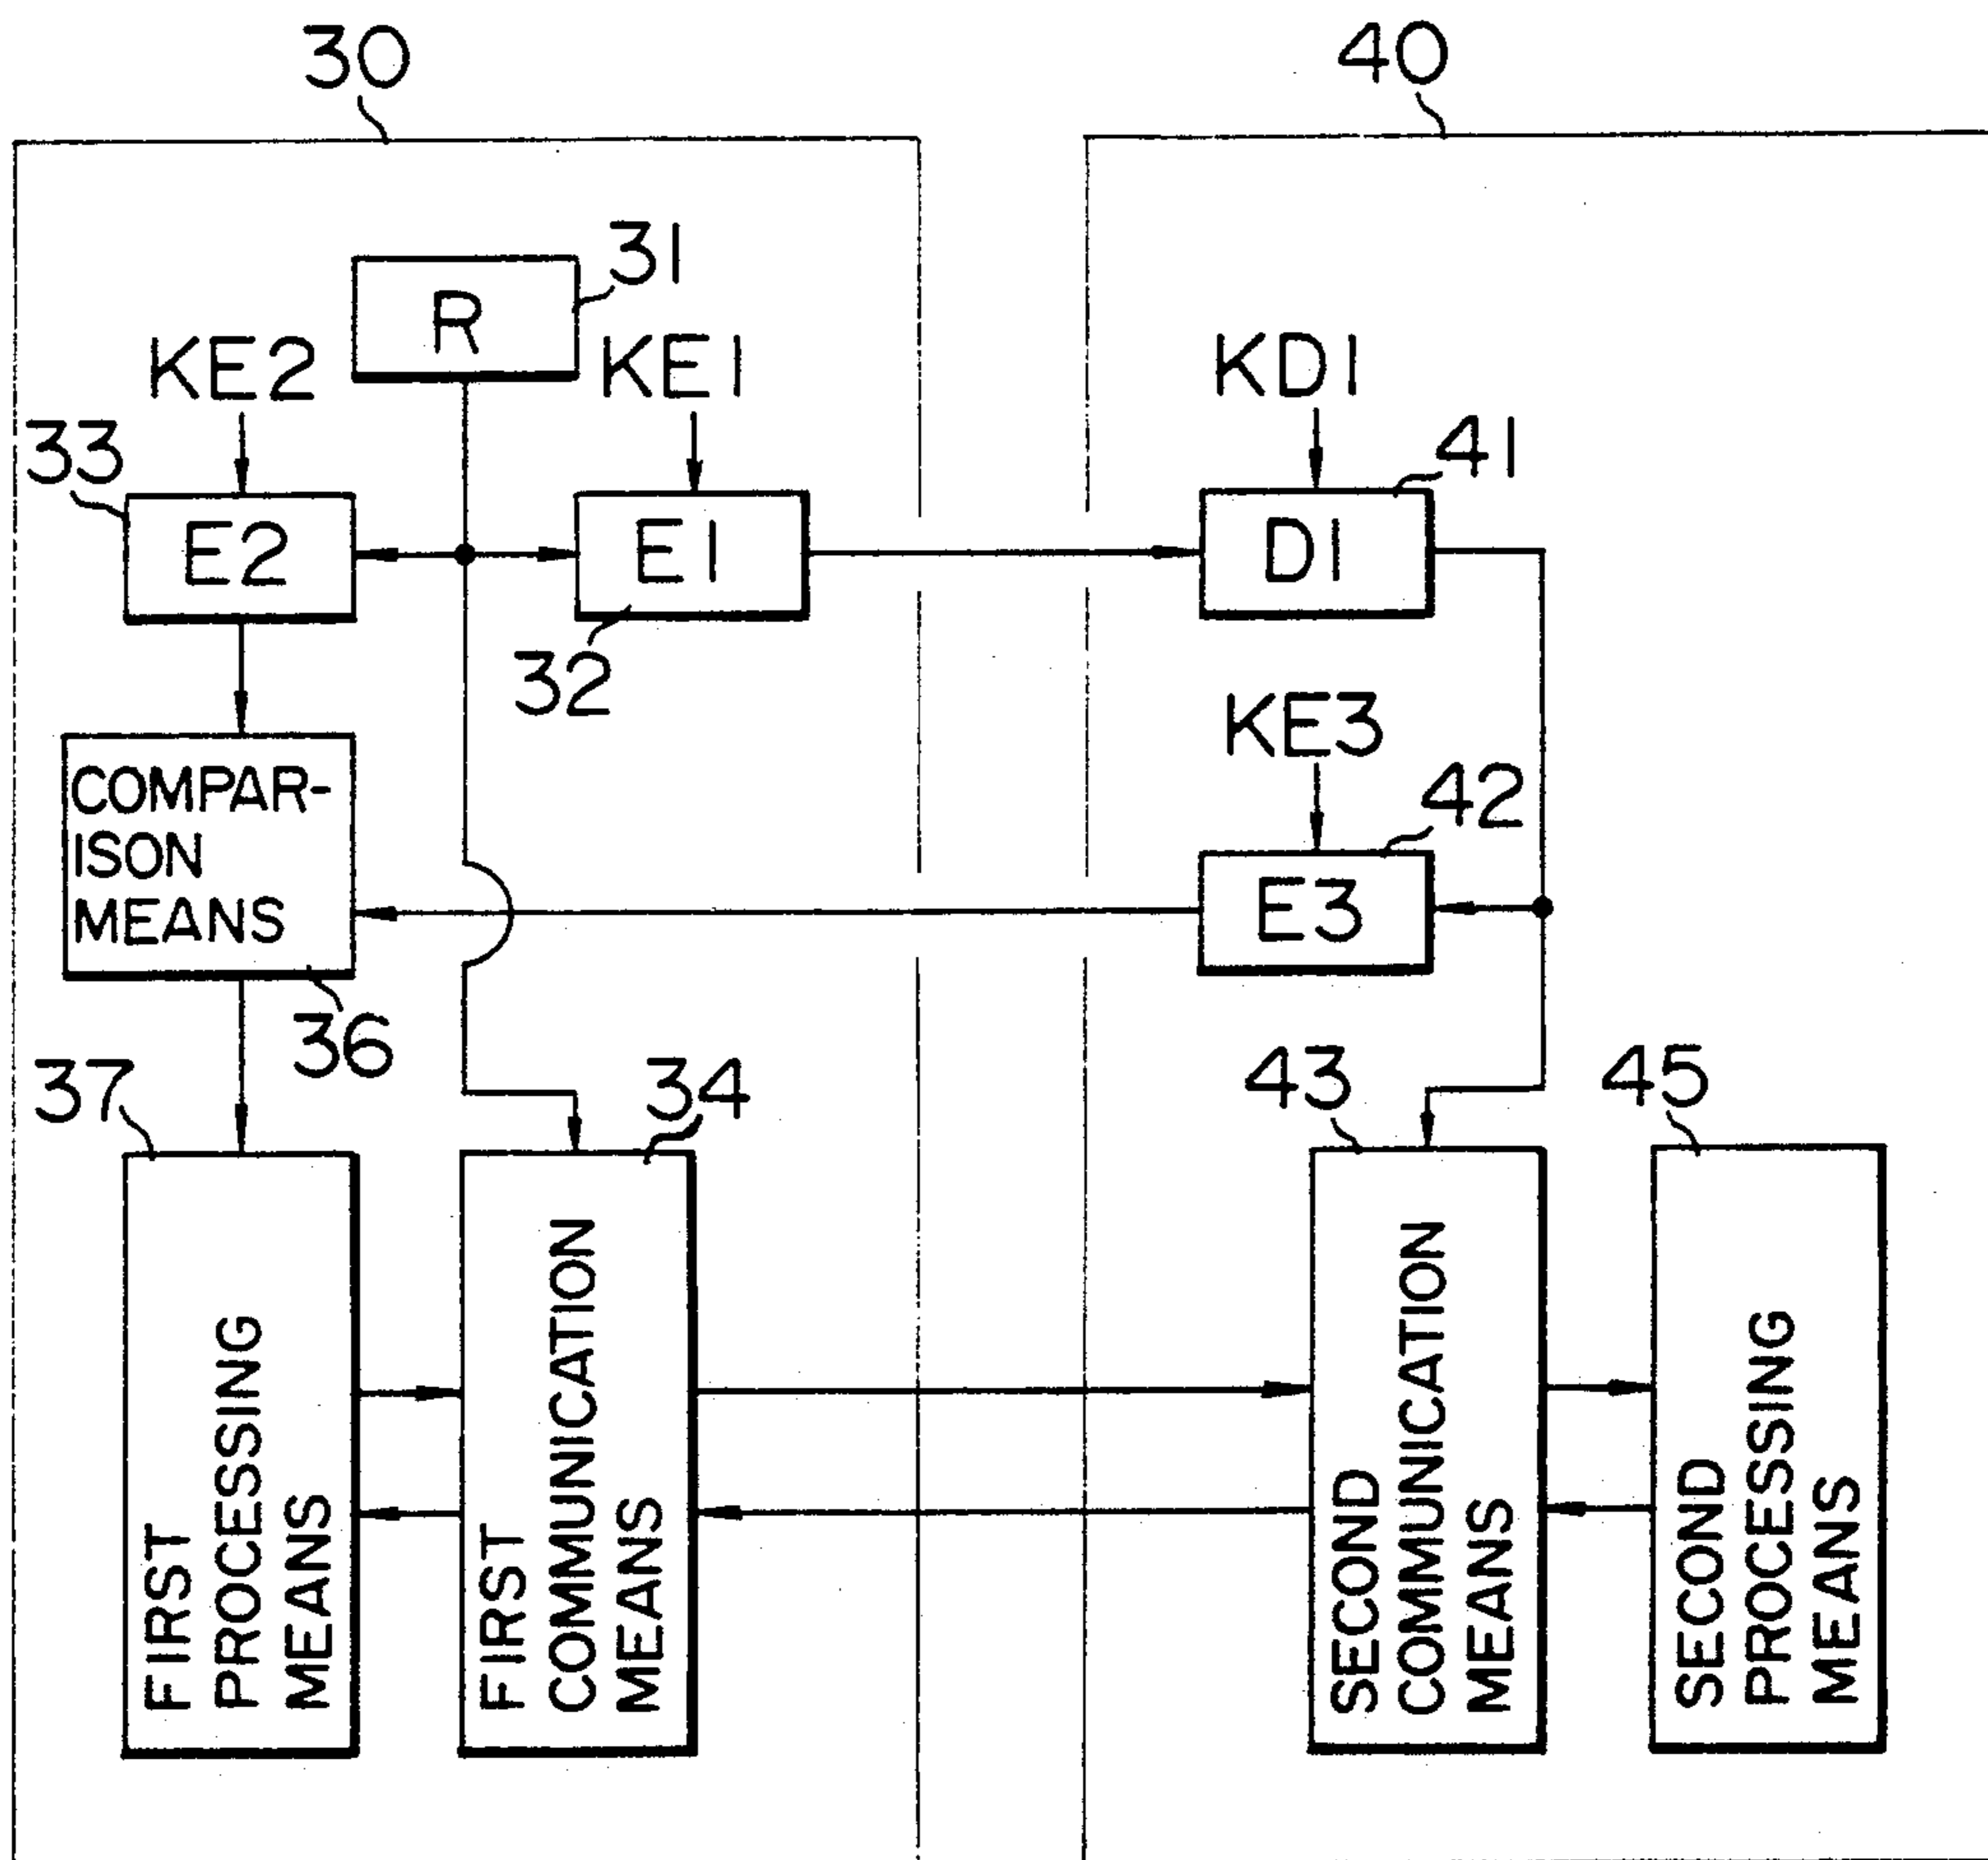 30
40
31
R
KE2
KE1
KD1
33
41
E2
E1
D1
32
KE3
42
COMPAR-
ISON
MEANS
E3
36
37
34
43
45
FIRST
PROCESSING
MEANS
FIRST
COMMUNICATION
MEANS
SECOND
COMMUNICATION
MEANS
SECOND
PROCESSING
MEANS